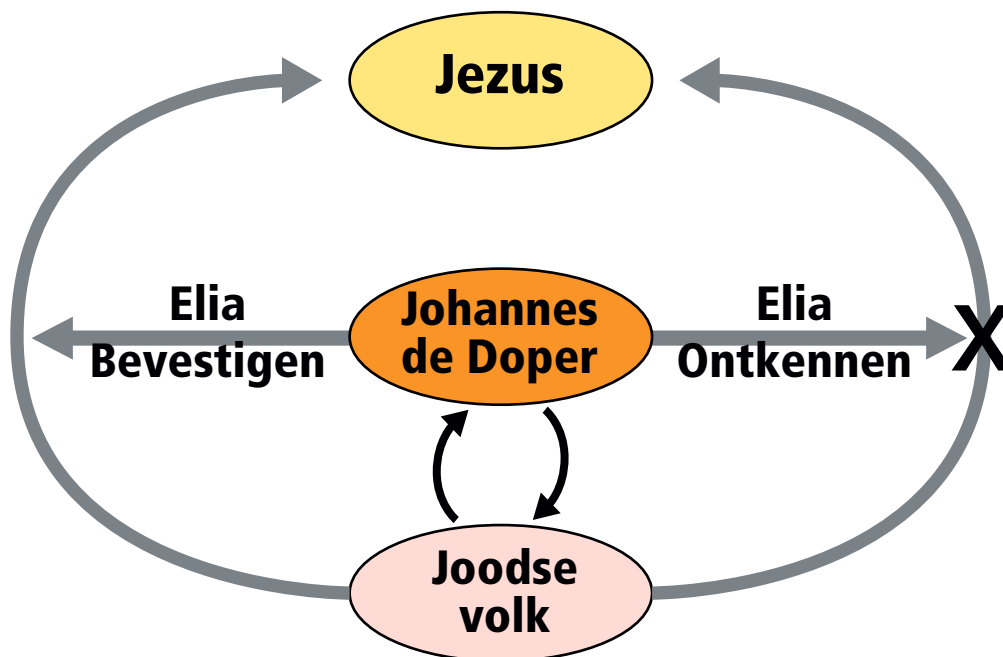 Jezus
Elia
Bevestigen
Johannes
de Doper
Elia
Ontkennen
X
Joodse
volk